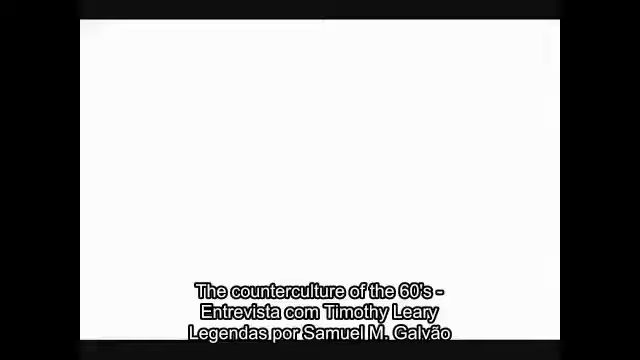 The counterculture of the 60's -
Entrevista com Timothy Leary
Legendas por Samuel M. Galvão